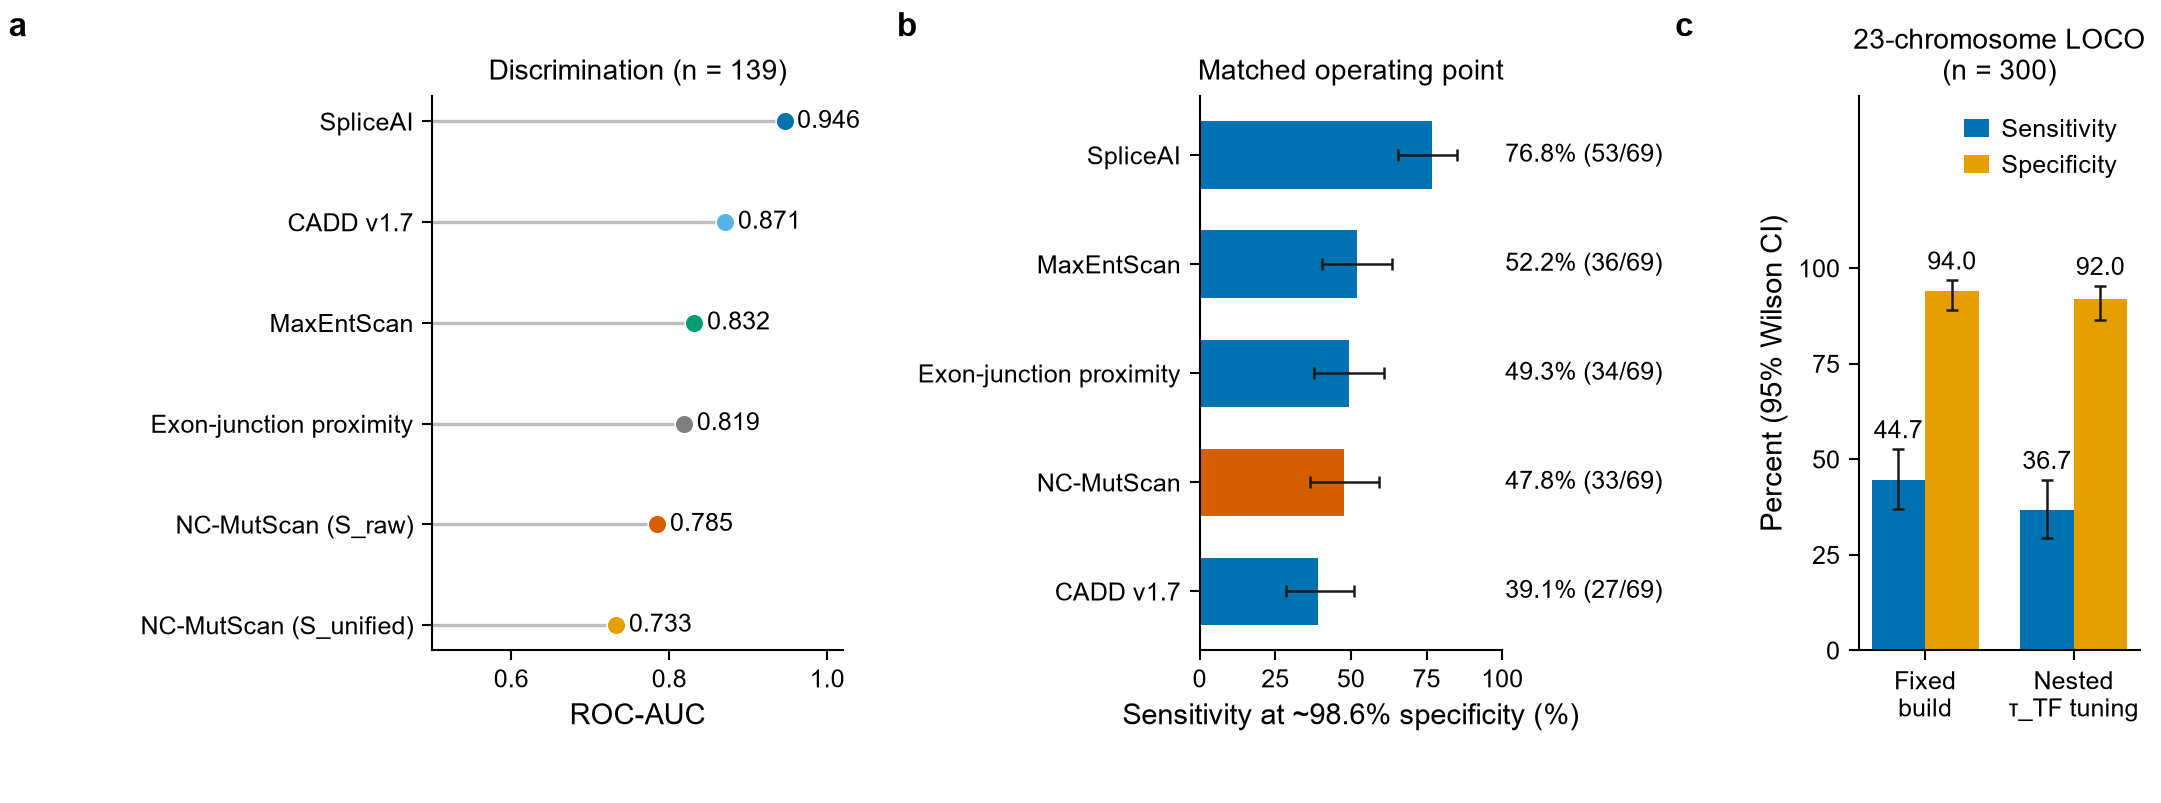 a
Discrimination (n = 139)
SpliceAI
0.946
CADD v1.7
0.871
MaxEntScan
0.832
Exon-junction proximity
0.819
NC-MutScan (S_raw)
0.785
NC-MutScan (S_unified)
0.733
0.6 0.8 1.0
ROC-AUC
b
Matched operating point
SpliceAI
76.8% (53/69)
MaxEntScan
52.2% (36/69)
Exon-junction proximity
49.3% (34/69)
NC-MutScan
47.8% (33/69)
CADD v1.7
39.1% (27/69)
0 25 50 75 100
Sensitivity at ~98.6% specificity (%)
c
23-chromosome LOCO
(n = 300)
Sensitivity
Specificity
Percent (95% Wilson CI)
100
75
50
25
0
44.7
94.0
36.7
92.0
Fixed
build
Nested
τ_TF tuning